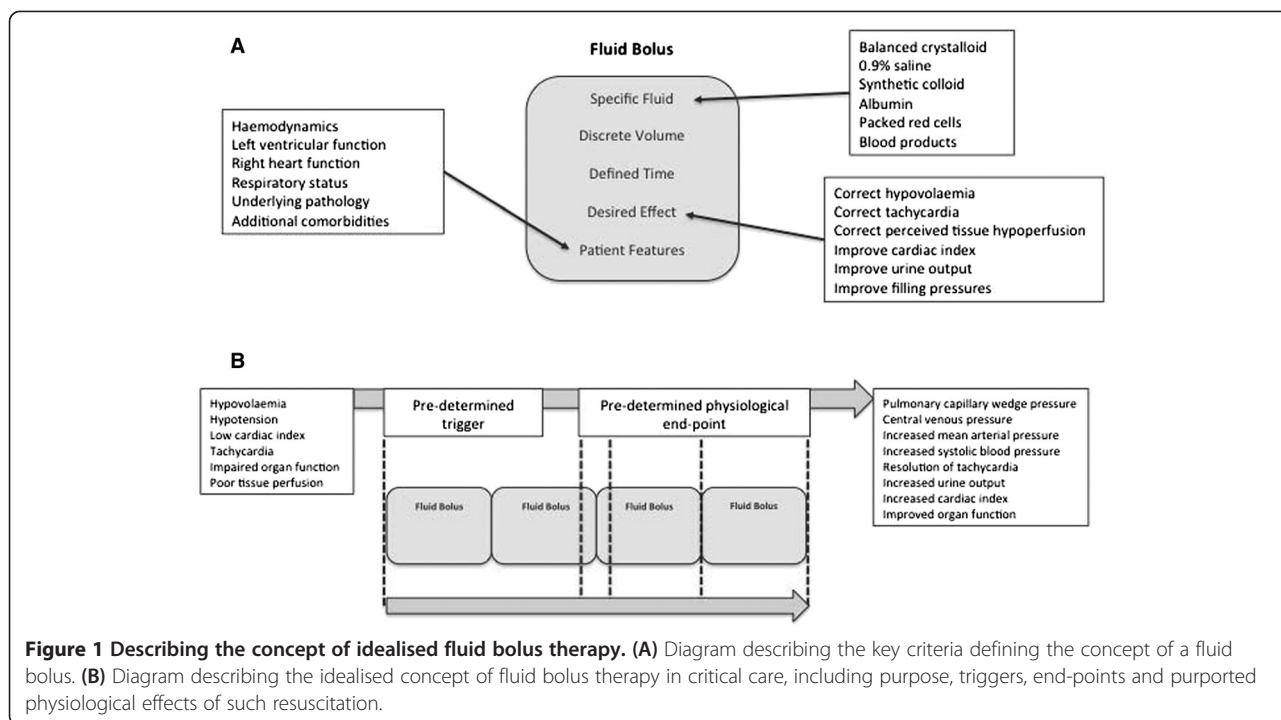 A
Fluid Bolus
Specific Fluid
Discrete Volume
Defined Time
Desired Effect
Patient Features
Balanced crystalloid
0.9% saline
Synthetic colloid
Albumin
Packed red cells
Blood products
Haemodynamics
Left ventricular function
Right heart function
Respiratory status
Underlying pathology
Additional comorbidities
Correct hypovolaemia
Correct tachycardia
Correct perceived tissue hypoperfusion
Improve cardiac index
Improve urine output
Improve filling pressures
B
Hypovolaemia
Hypotension
Low cardiac index
Tachycardia
Impaired organ function
Poor tissue perfusion
Pre-determined
trigger
Pre-determined physiological
end-point
Pulmonary capillary wedge pressure
Central venous pressure
Increased mean arterial pressure
Increased systolic blood pressure
Resolution of tachycardia
Increased urine output
Increased cardiac index
Improved organ function
Fluid Bolus
Fluid Bolus
Fluid Bolus
Fluid Bolus
Figure 1 Describing the concept of idealised fluid bolus therapy. (A) Diagram describing the key criteria defining the concept of a fluid
bolus. (B) Diagram describing the idealised concept of fluid bolus therapy in critical care, including purpose, triggers, end-points and purported
physiological effects of such resuscitation.